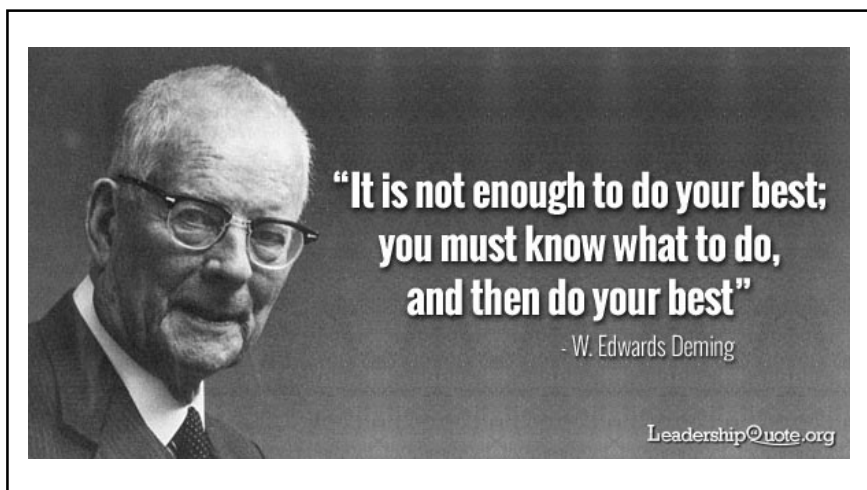 “It is not enough to do your best;
you must know what to do,
and then do your best”
- W. Edwards Deming
LeadershipQuote.org